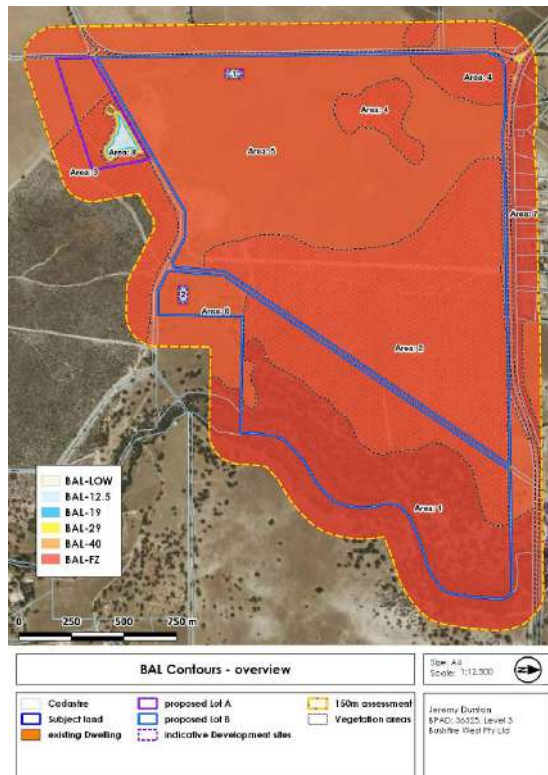 Area: 4
1
Area: 4
Area: 8
Area: 5
Area: 3
Area: 7
2
Area: 6
Area: 2
Area: 1
BAL-LOW
BAL-12.5
BAL-19
BAL-29
BAL-40
BAL-FZ
0 250 500 750 m
BAL Contours - overview
Size: A4
Scale: 1:12,500
N
Cadastre
Subject land
existing Dwelling
proposed Lot A
proposed Lot B
indicative Development sites
150m assessment
Vegetation areas
BPAD: 36525, Level 3
Bushfire West Pty Ltd
Jeremy